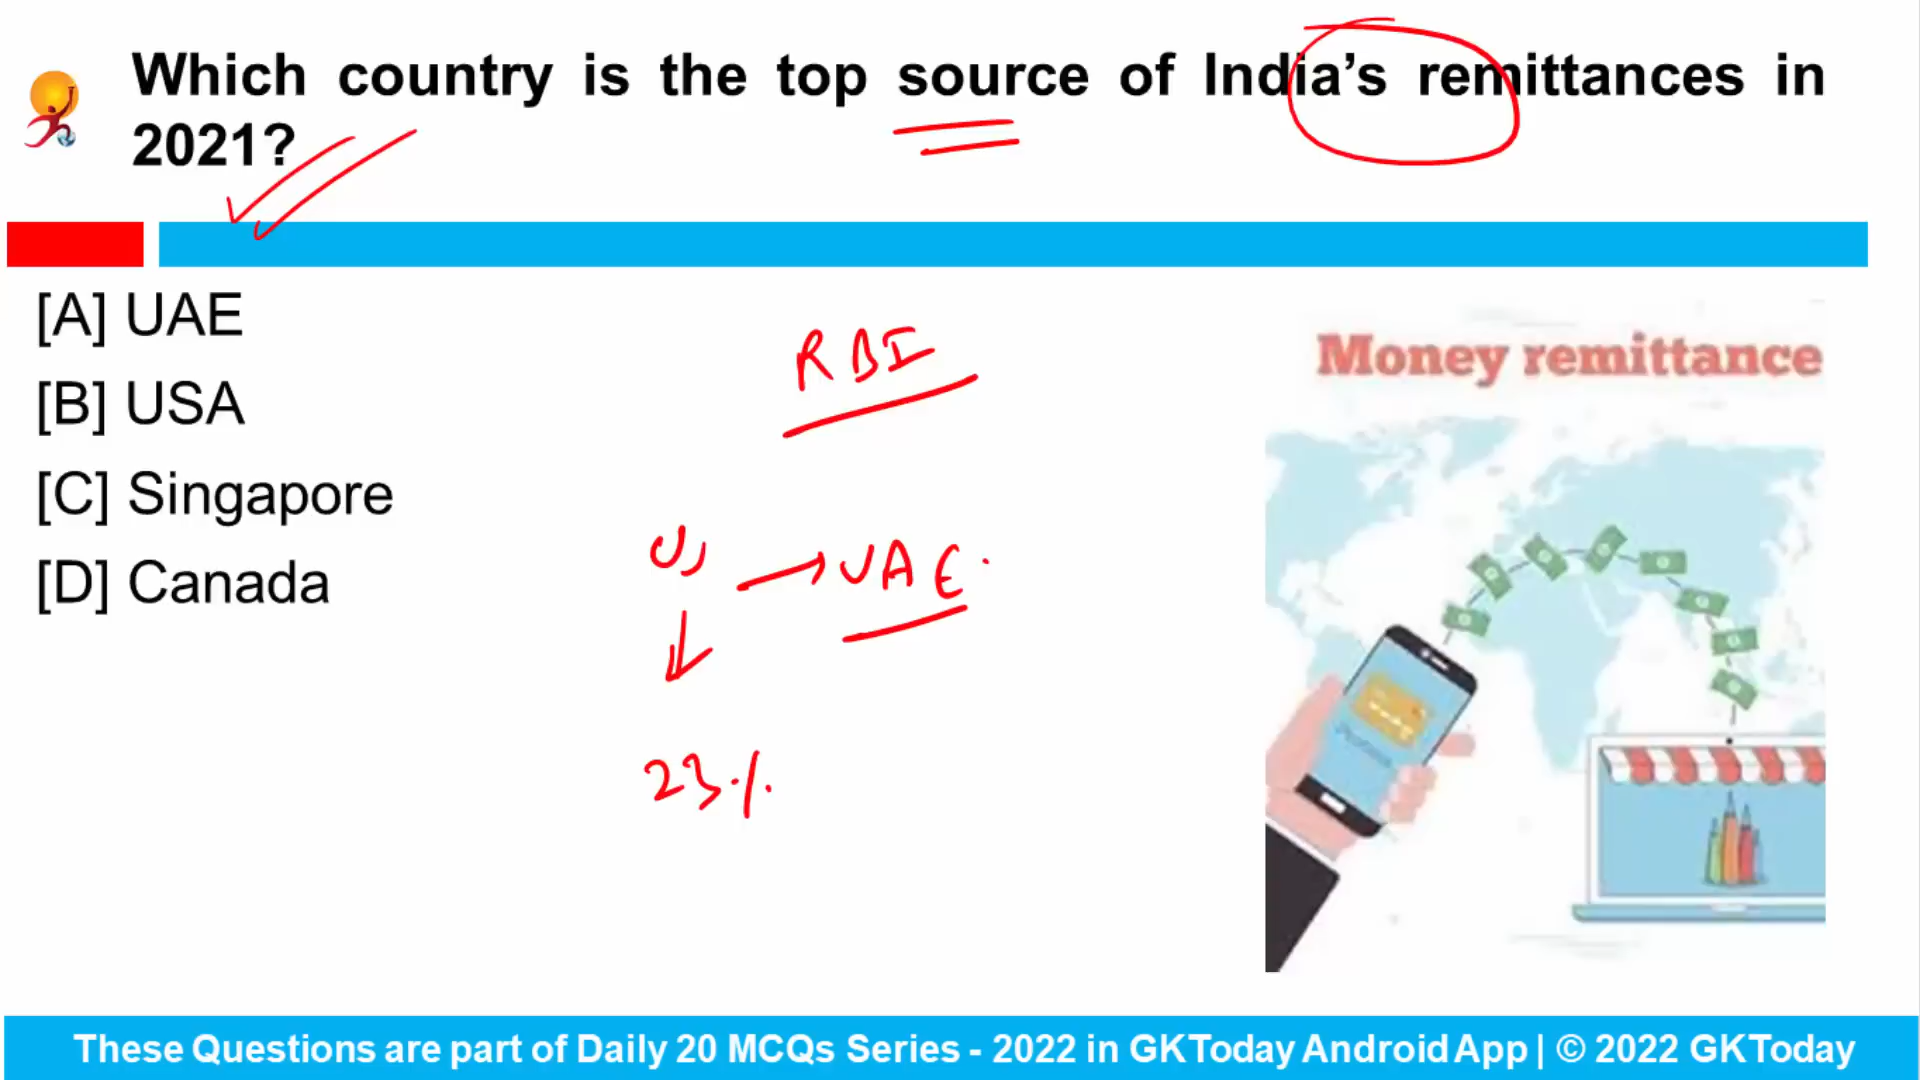 Which country is the top source of India’s remittances in
2021?
[A] UAE
[B] USA
[C] Singapore
[D] Canada
RBI
UAE
23%
Money remittance
These Questions are part of Daily 20 MCQs Series - 2022 in GKToday Android App | © 2022 GKToday